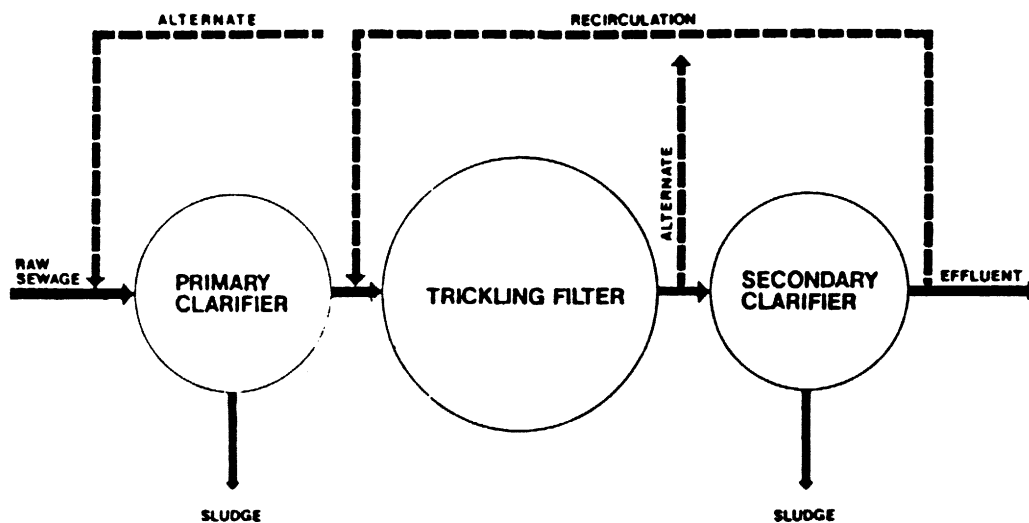 ALTERNATE
RECIRCULATION
ALTERNATE
RAW
SEWAGE
PRIMARY
CLARIFIER
TRICKLING FILTER
SECONDARY
CLARIFIER
EFFLUENT
SLUDGE
SLUDGE